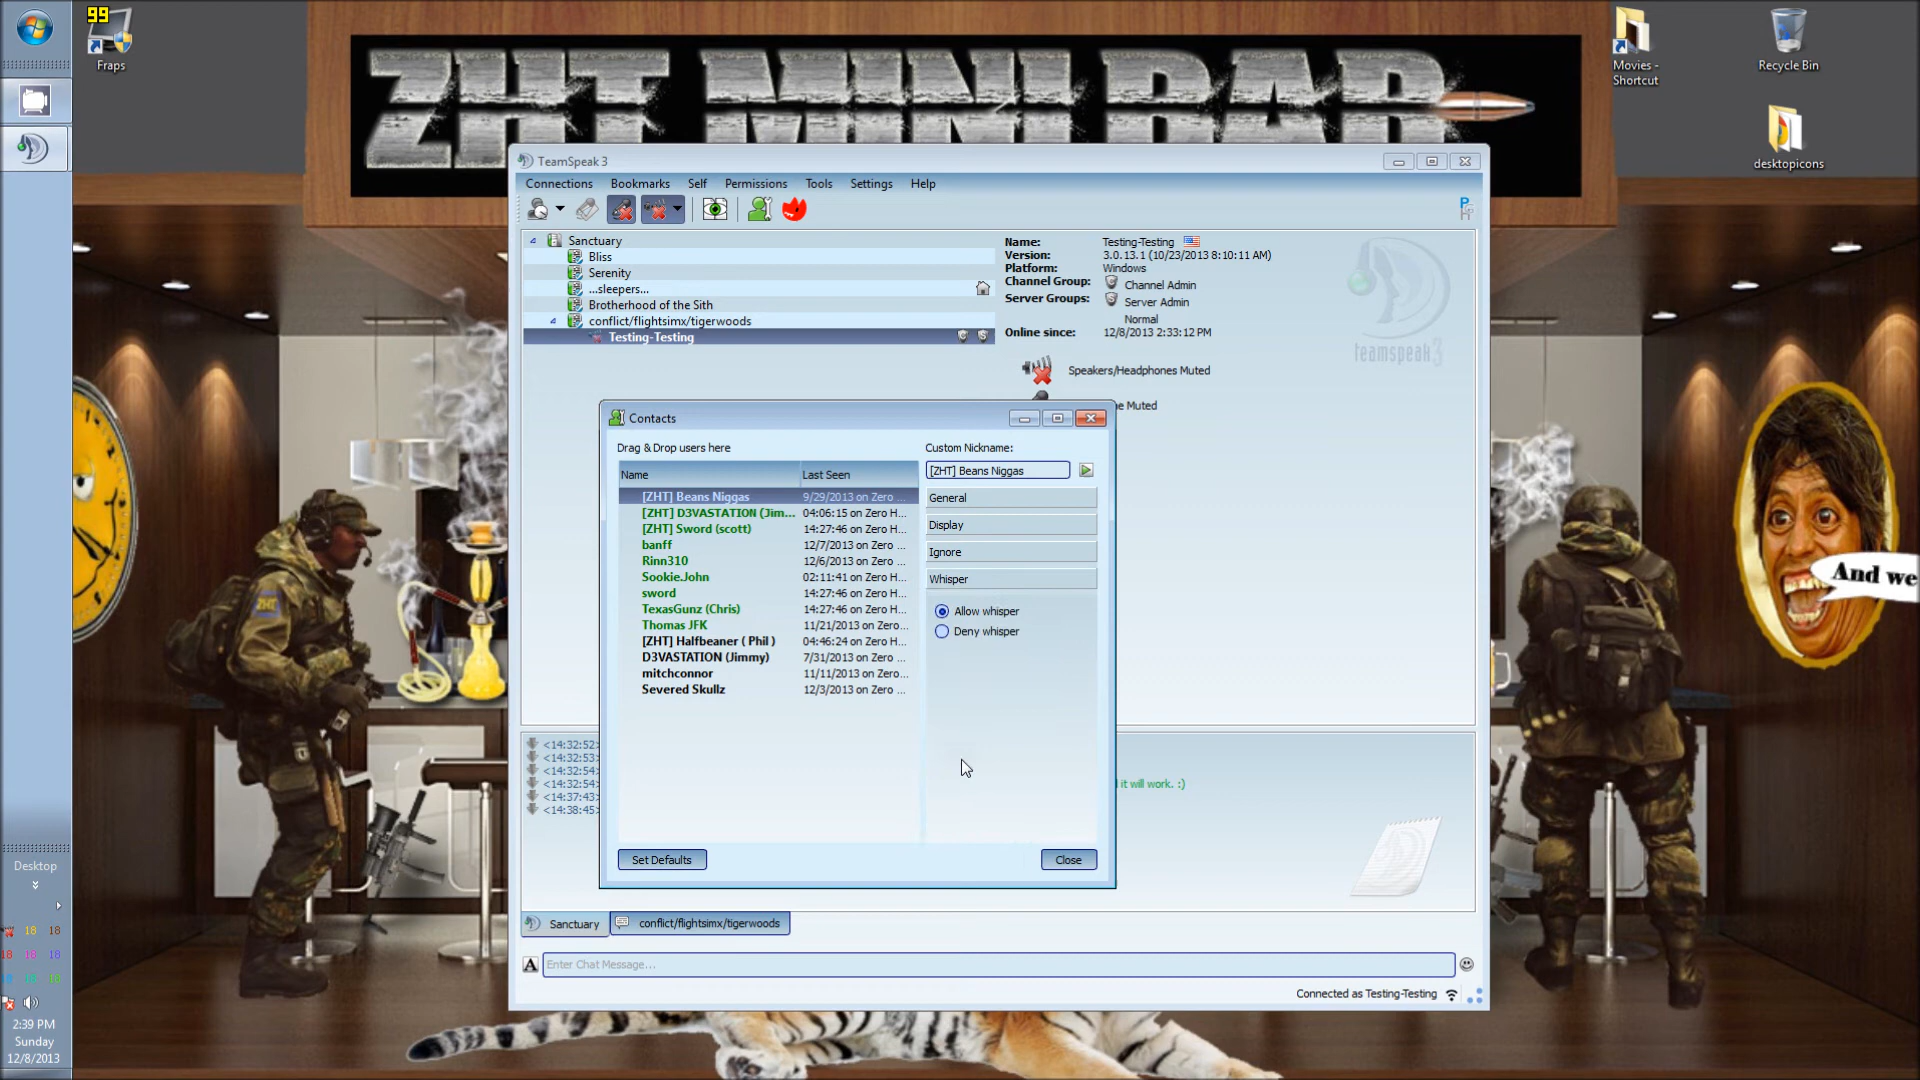 99
Fraps
Movies -
Shortcut
Recycle Bin
desktopicons
ZHT MINI BAR
TeamSpeak 3
Connections Bookmarks Self Permissions Tools Settings Help
Sanctuary
Bliss
Serenity
...sleepers...
Brotherhood of the Sith
conflict/flightsimx/tigerwoods
Testing-Testing
Name: Testing-Testing
Version: 3.0.13.1 (10/23/2013 8:10:11 AM)
Platform: Windows
Channel Group: Channel Admin
Server Groups: Server Admin
Normal
Online since: 12/8/2013 2:33:12 PM
Speakers/Headphones Muted
ne Muted
teamspeak3
Contacts
Drag & Drop users here
Name Last Seen
[ZHT] Beans Niggas 9/29/2013 on Zero ...
[ZHT] D3VASTATION (Jim... 04:06:15 on Zero H...
[ZHT] Sword (scott) 14:27:46 on Zero H...
banff 12/7/2013 on Zero ...
Rinn310 12/6/2013 on Zero ...
Sookie.John 02:11:41 on Zero H...
sword 14:27:46 on Zero H...
TexasGunz (Chris) 14:27:46 on Zero H...
Thomas JFK 11/21/2013 on Zero...
[ZHT] Halfbeaner ( Phil ) 04:46:24 on Zero H...
D3VASTATION (Jimmy) 7/31/2013 on Zero ...
mitchconnor 11/11/2013 on Zero...
Severed Skullz 12/3/2013 on Zero ...
Custom Nickname:
[ZHT] Beans Niggas
General
Display
Ignore
Whisper
Allow whisper
Deny whisper
Set Defaults Close
<14:32:52>
<14:32:53>
<14:32:54>
<14:32:54> it will work. :)
<14:37:43>
<14:38:45>
Sanctuary conflict/flightsimx/tigerwoods
A Enter Chat Message...
Connected as Testing-Testing
And we
ZHT
Desktop
18 18
18 18 18
18 18 18
2:39 PM
Sunday
12/8/2013